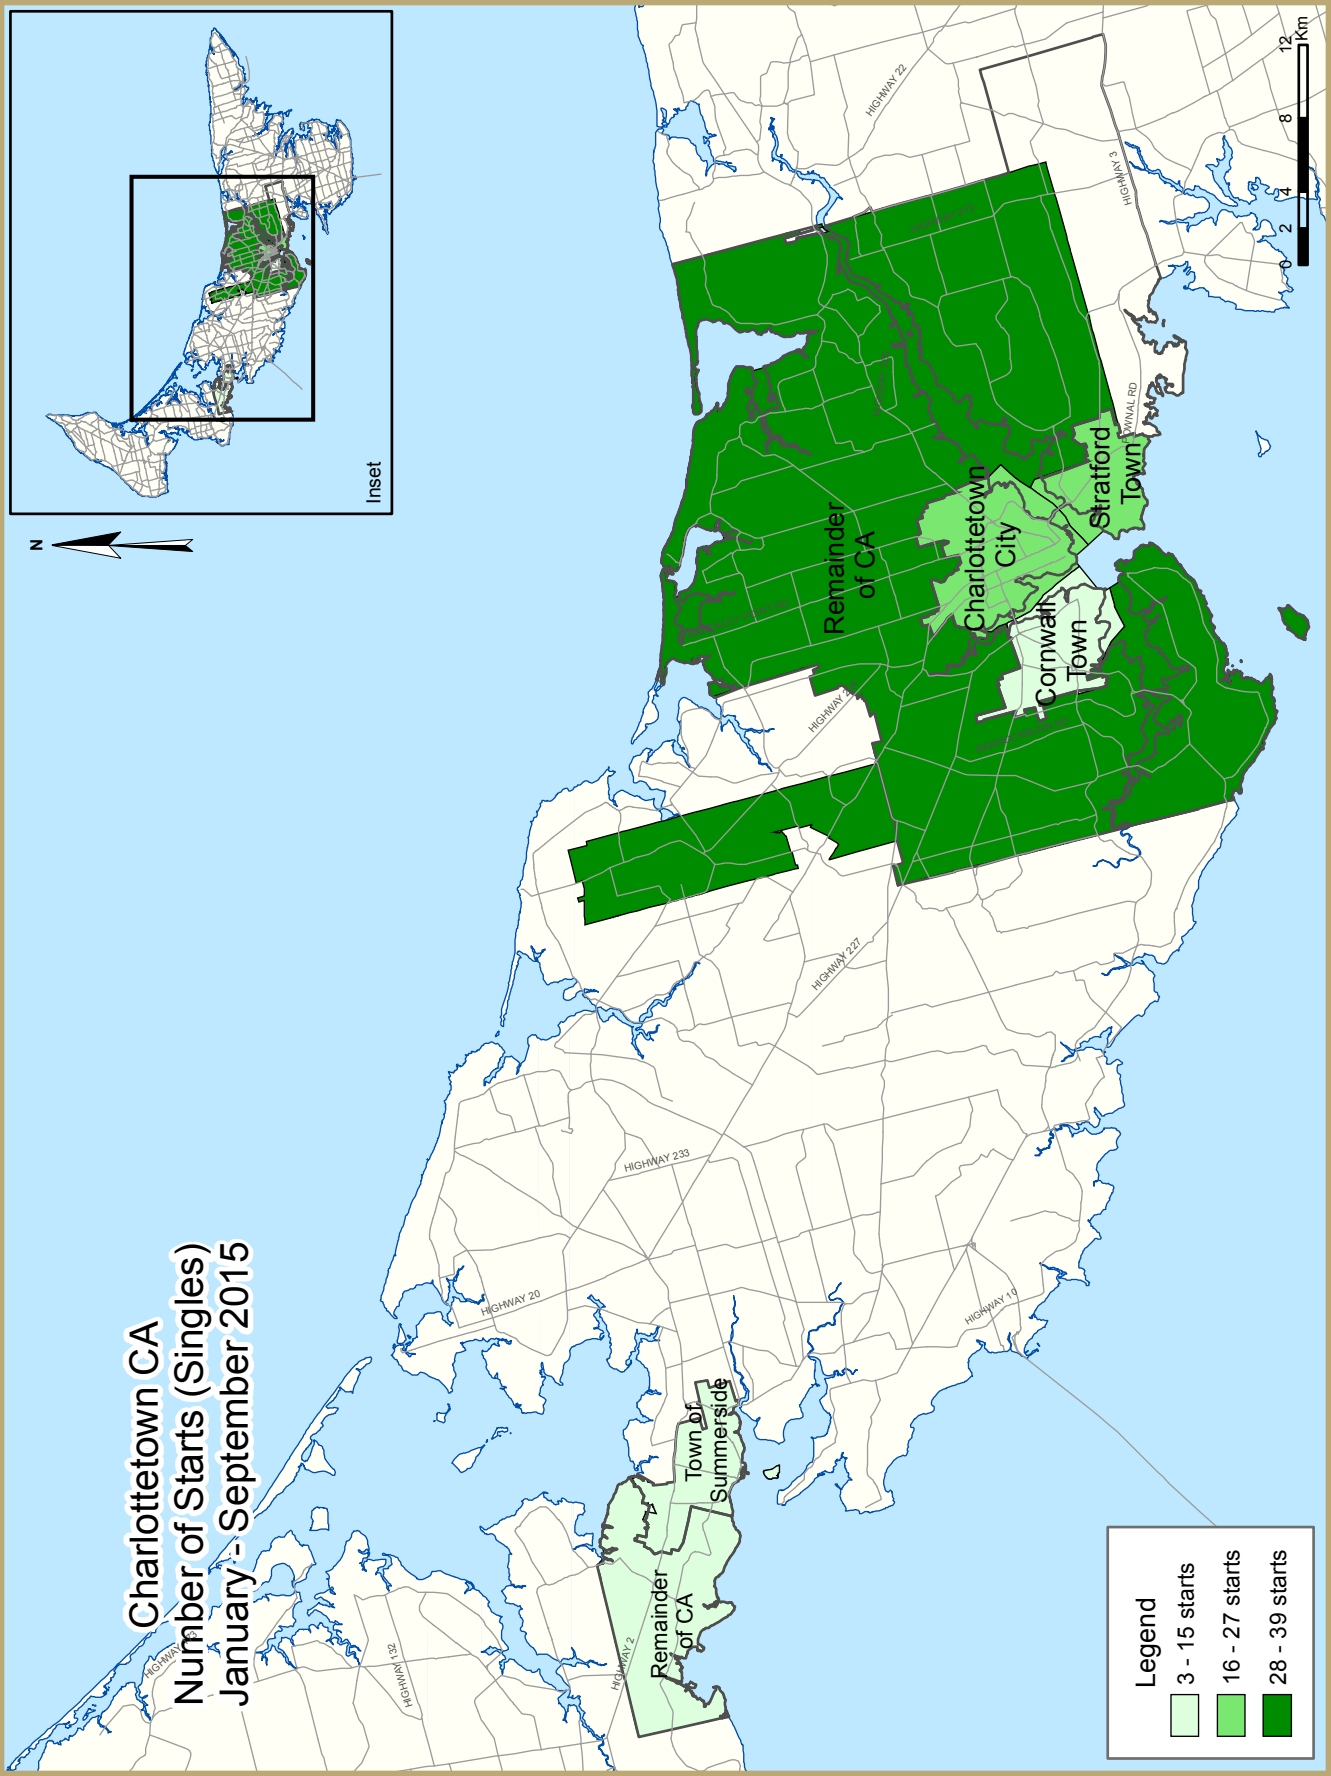 Charlottetown CA
Number of Starts (Singles)
January - September 2015
Inset
N
HIGHWAY 132
HIGHWAY 20
HIGHWAY 233
HIGHWAY 227
HIGHWAY 22
HIGHWAY 3
HIGHWAY 10
HIGHWAY 2
Remainder
of CA
Town of
Summerside
Remainder
of CA
Charlottetown
City
Cornwall
Town
Stratford
Town
Legend
3 - 15 starts
16 - 27 starts
28 - 39 starts
0 2 4 8 12
Km